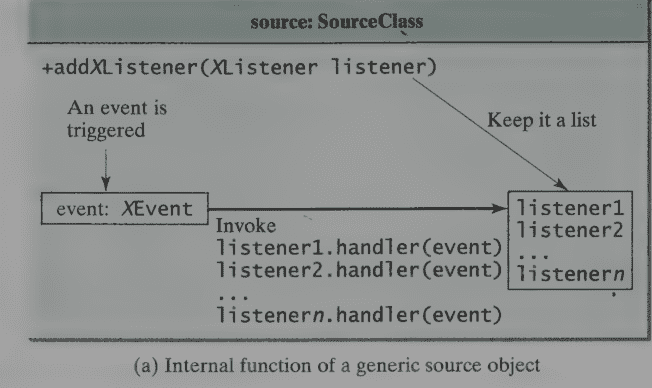 source: SourceClass
+addXListener(XListener listener)
An event is
triggered
Keep it a list
event: XEvent
listener1
listener2
...
listenern
Invoke
listener1.handler(event)
listener2.handler(event)
...
listenern.handler(event)
(a) Internal function of a generic source object